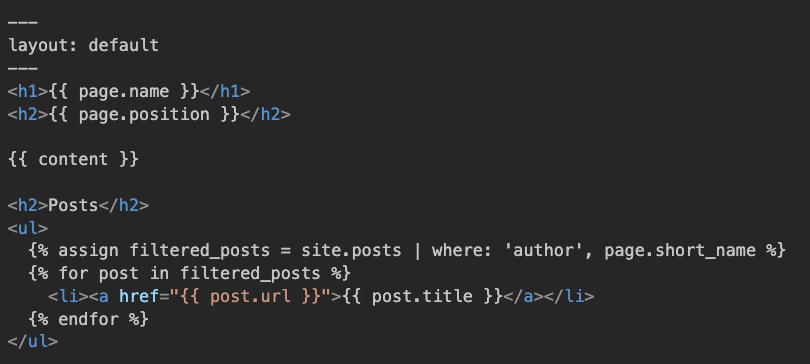 ---
layout: default
---
<h1>{{ page.name }}</h1>
<h2>{{ page.position }}</h2>

{{ content }}

<h2>Posts</h2>
<ul>
  {% assign filtered_posts = site.posts | where: 'author', page.short_name %}
  {% for post in filtered_posts %}
    <li><a href="{{ post.url }}">{{ post.title }}</a></li>
  {% endfor %}
</ul>